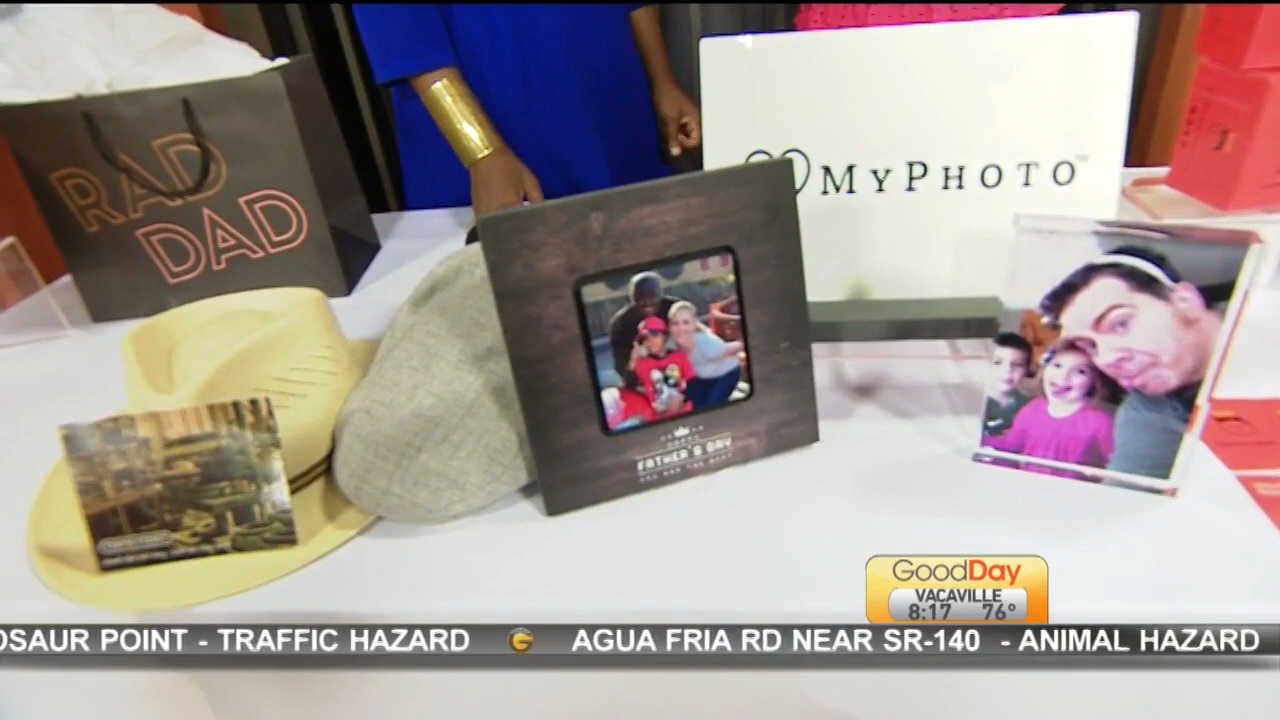 RAD
DAD
MYPHOTO™
FATHER'S DAY
GoodDay
VACAVILLE
8:17 76°
OSAUR POINT - TRAFFIC HAZARD AGUA FRIA RD NEAR SR-140 - ANIMAL HAZARD